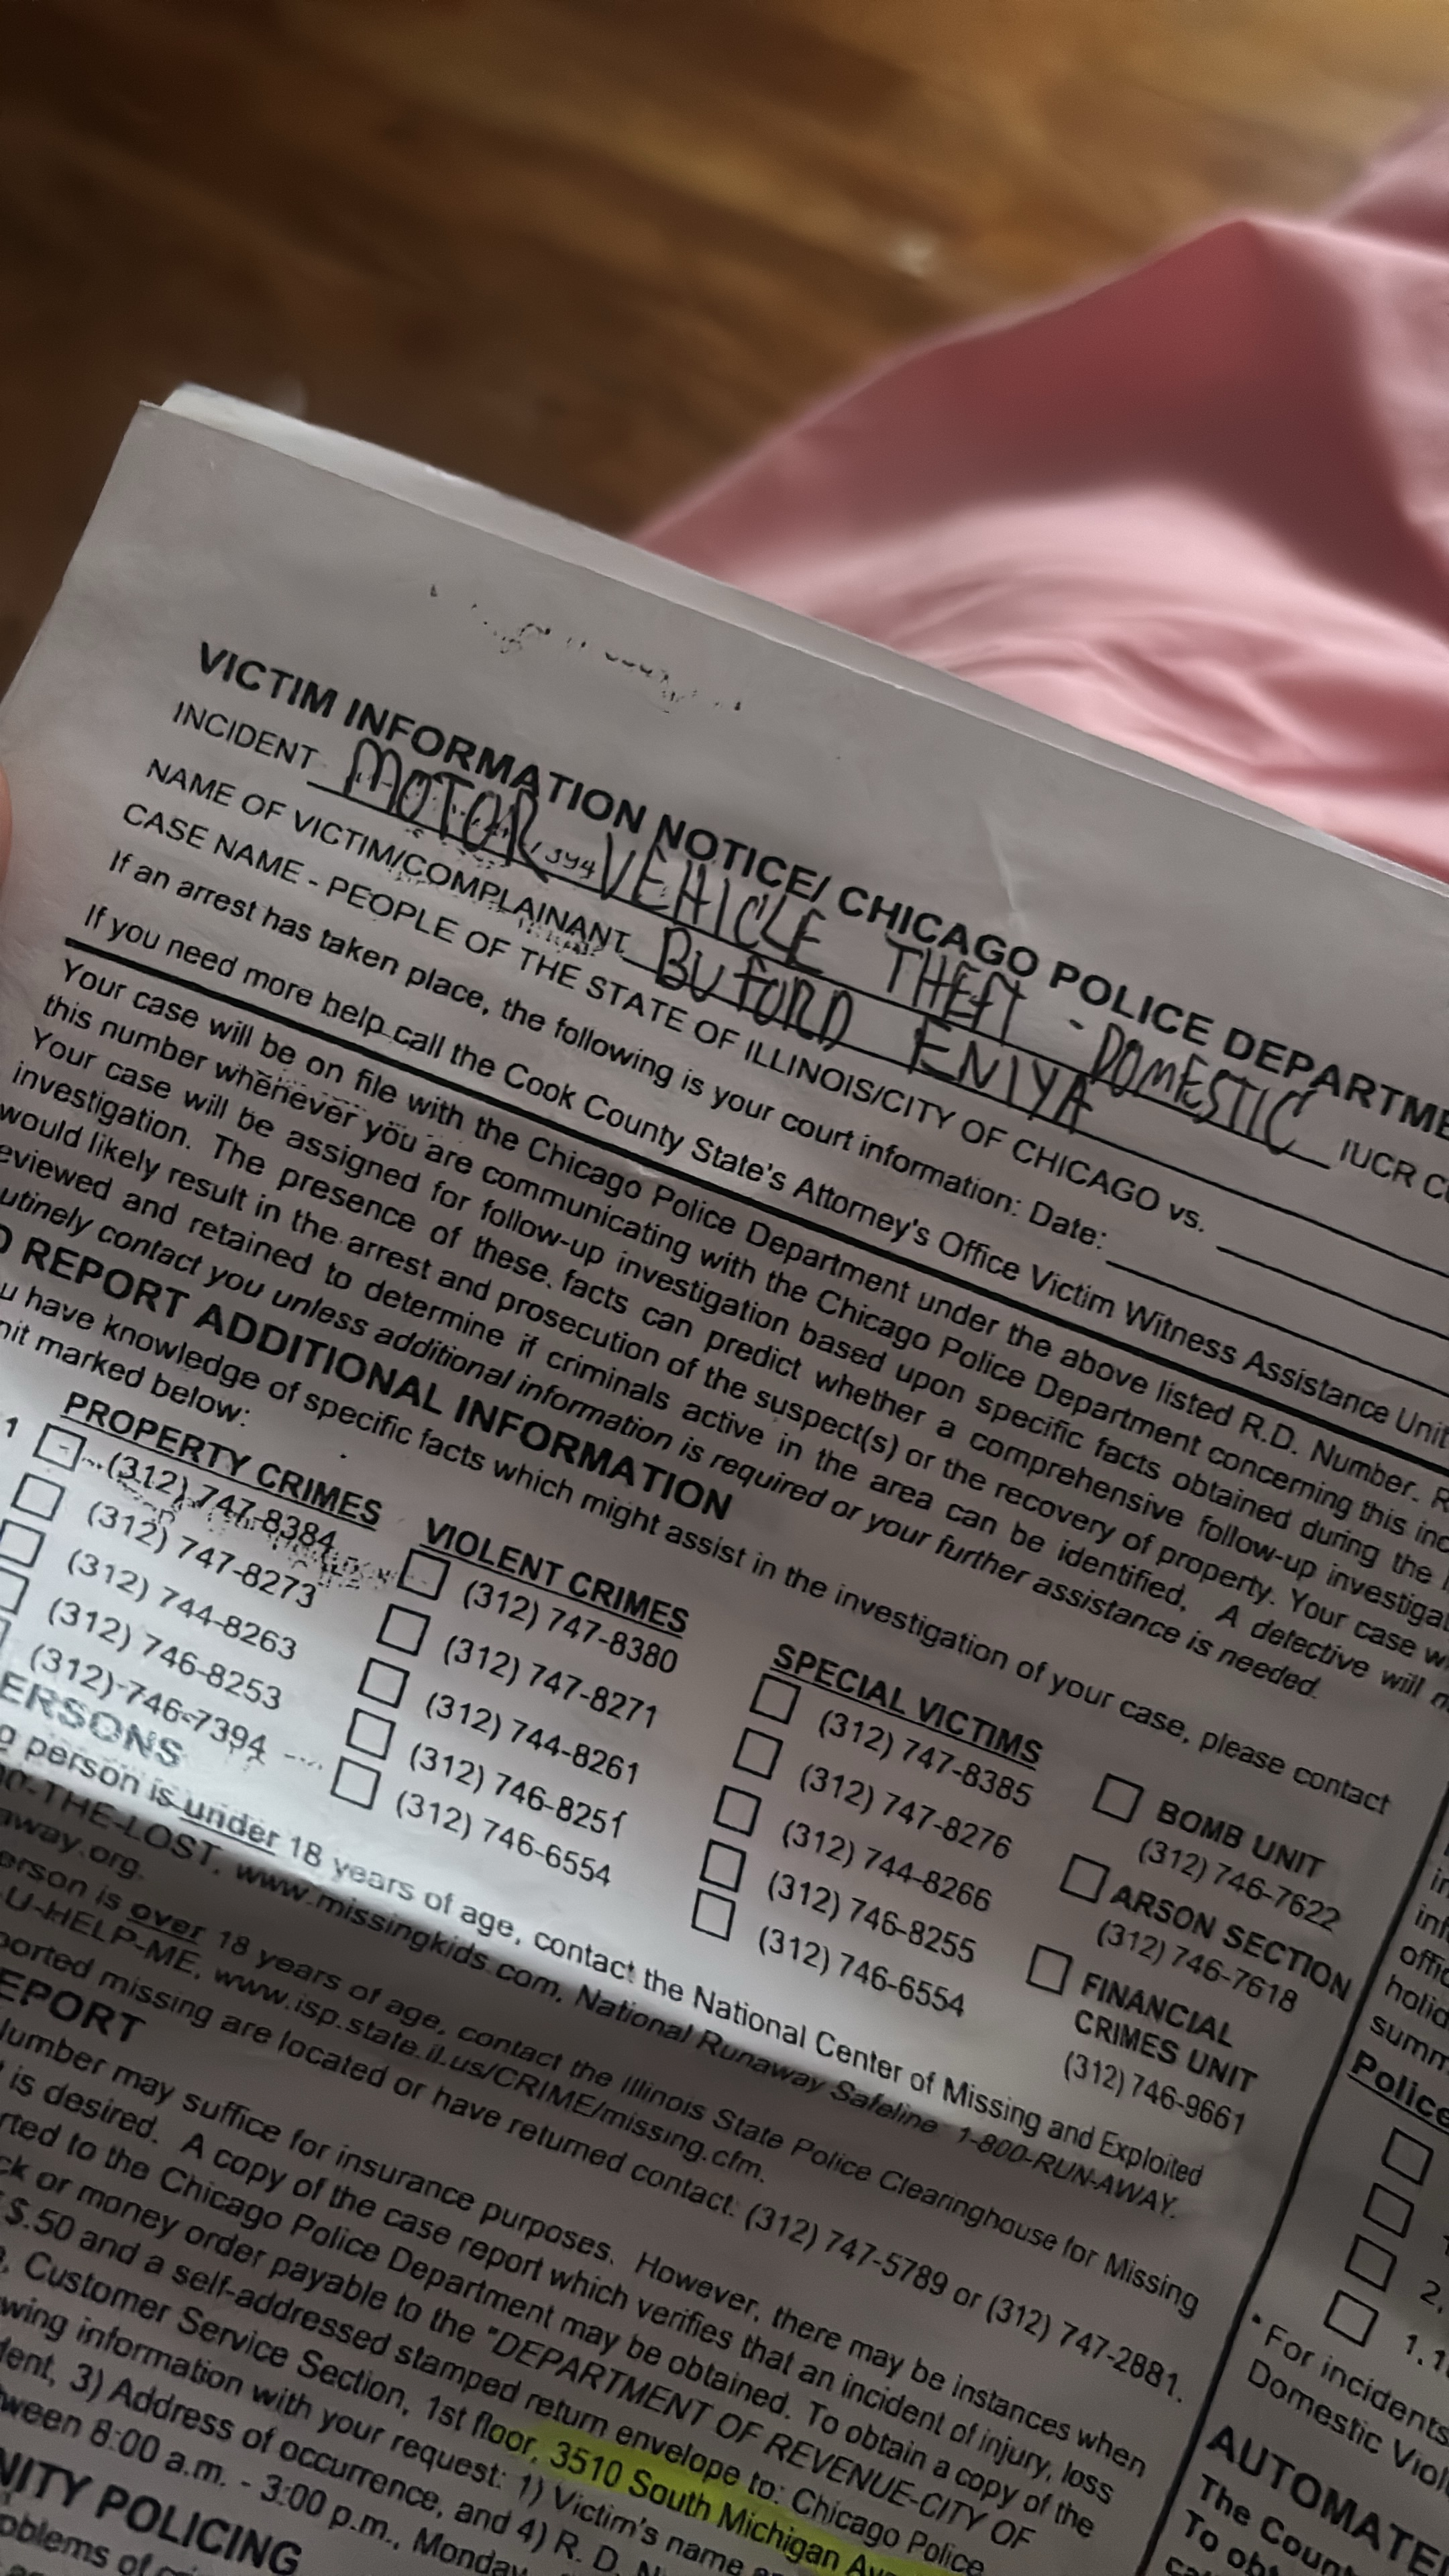 VICTIM INFORMATION NOTICE/ CHICAGO POLICE DEPARTME
INCIDENT MOTOR VEHICLE THEFT - DOMESTIC IUCR C
NAME OF VICTIM/COMPLAINANT BUFORD ENIYA
CASE NAME - PEOPLE OF THE STATE OF ILLINOIS/CITY OF CHICAGO vs.
If an arrest has taken place, the following is your court information: Date:
If you need more help call the Cook County State's Attorney's Office Victim Witness Assistance Unit
Your case will be on file with the Chicago Police Department under the above listed R.D. Number. R
this number whenever you are communicating with the Chicago Police Department concerning this inc
Your case will be assigned for follow-up investigation based upon specific facts obtained during the
investigation. The presence of these facts can predict whether a comprehensive follow-up investigat
would likely result in the arrest and prosecution of the suspect(s) or the recovery of property. Your case w
eviewed and retained to determine if criminals active in the area can be identified. A detective will n
utinely contact you unless additional information is required or your further assistance is needed.
O REPORT ADDITIONAL INFORMATION
u have knowledge of specific facts which might assist in the investigation of your case, please contact
nit marked below:
PROPERTY CRIMES
1 (312) 747-8384
(312) 747-8273
(312) 744-8263
(312) 746-8253
(312) 746-7394
VIOLENT CRIMES
(312) 747-8380
(312) 747-8271
(312) 744-8261
(312) 746-8251
(312) 746-6554
SPECIAL VICTIMS
(312) 747-8385
(312) 747-8276
(312) 744-8266
(312) 746-8255
(312) 746-6554
BOMB UNIT
(312) 746-7622
ARSON SECTION
(312) 746-7618
FINANCIAL
CRIMES UNIT
(312) 746-9661
ERSONS
g person is under 18 years of age, contact the National Center of Missing and Exploited
00-THE-LOST, www.missingkids.com, National Runaway Safeline 1-800-RUN-AWAY.
away.org.
erson is over 18 years of age, contact the Illinois State Police Clearinghouse for Missing
-U-HELP-ME, www.isp.state.il.us/CRIME/missing.cfm.
ported missing are located or have returned contact: (312) 747-5789 or (312) 747-2881.
EPORT
lumber may suffice for insurance purposes. However, there may be instances when
t is desired. A copy of the case report which verifies that an incident of injury, loss
rted to the Chicago Police Department may be obtained. To obtain a copy of the
ck or money order payable to the "DEPARTMENT OF REVENUE-CITY OF
$.50 and a self-addressed stamped return envelope to: Chicago Police
, Customer Service Section, 1st floor, 3510 South Michigan Av
wing information with your request: 1) Victim's name
dent, 3) Address of occurrence, and 4) R. D. N
tween 8:00 a.m. - 3:00 p.m., Monday
NITY POLICING
oblems of
Police
2,
1.1
* For incidents
Domestic Viol
AUTOMATE
The Coun
To ob
ca